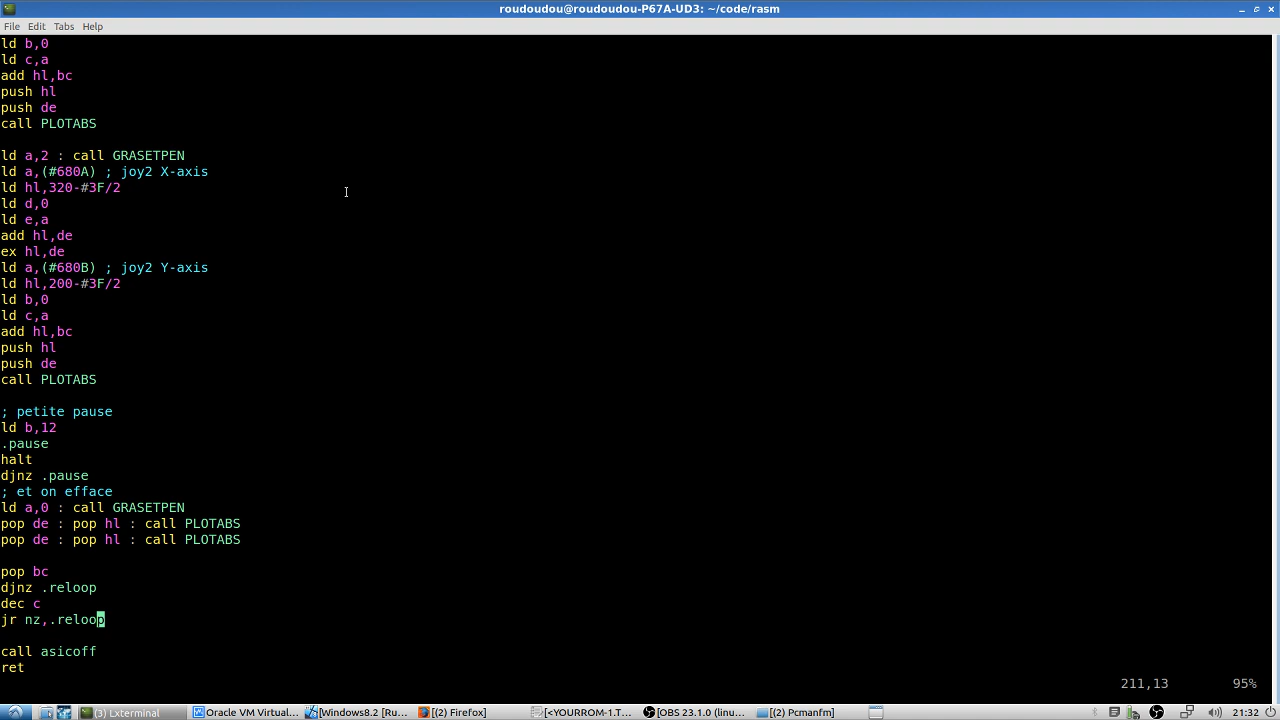 roudoudou@roudoudou-P67A-UD3: ~/code/rasm
File Edit Tabs Help
ld b,0
ld c,a
add hl,bc
push hl
push de
call PLOTABS
ld a,2 : call GRASETPEN
ld a,(#680A) ; joy2 X-axis
ld hl,320-#3F/2
ld d,0
ld e,a
add hl,de
ex hl,de
ld a,(#680B) ; joy2 Y-axis
ld hl,200-#3F/2
ld b,0
ld c,a
add hl,bc
push hl
push de
call PLOTABS
; petite pause
ld b,12
.pause
halt
djnz .pause
; et on efface
ld a,0 : call GRASETPEN
pop de : pop hl : call PLOTABS
pop de : pop hl : call PLOTABS
pop bc
djnz .reloop
dec c
jr nz,.reloop
call asicoff
ret
211,13 95%
(3) Lxterminal Oracle VM Virtual... [Windows8.2 [Ru... [(2) Firefox] [<YOURROM-1.T... [OBS 23.1.0 (linu... [(2) Pcmanfm] 21:32